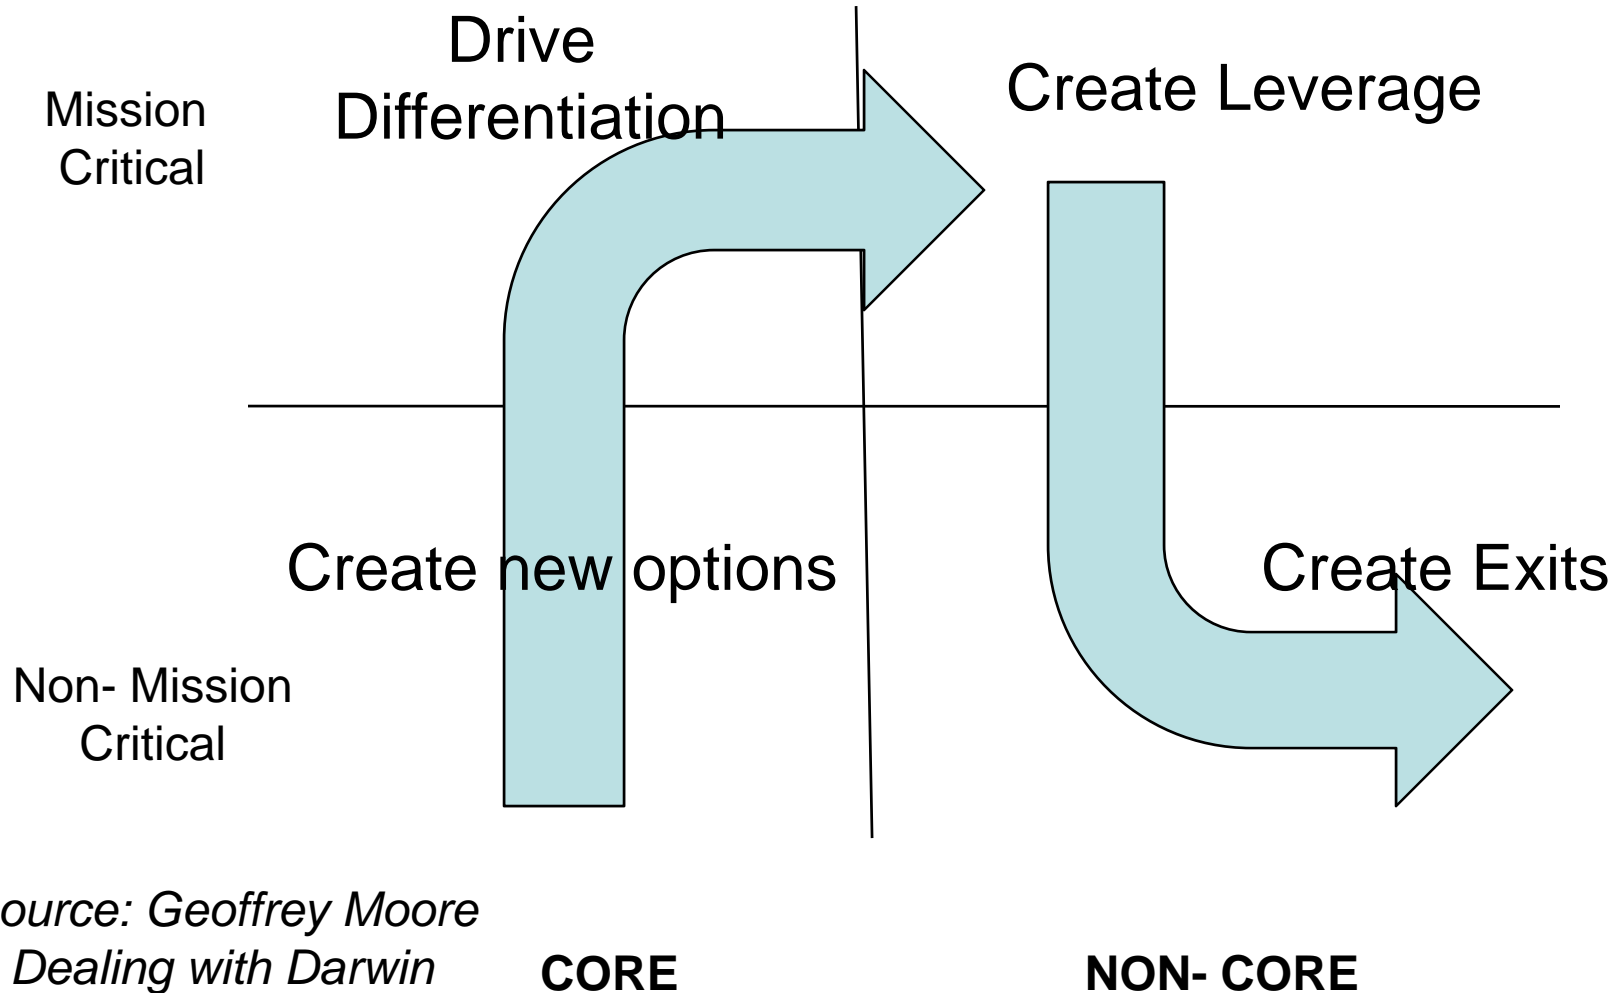 Drive
Differentiation
Create Leverage
Mission
Critical
Create new options
Create Exits
Non- Mission
Critical
ource: Geoffrey Moore
Dealing with Darwin
CORE
NON- CORE